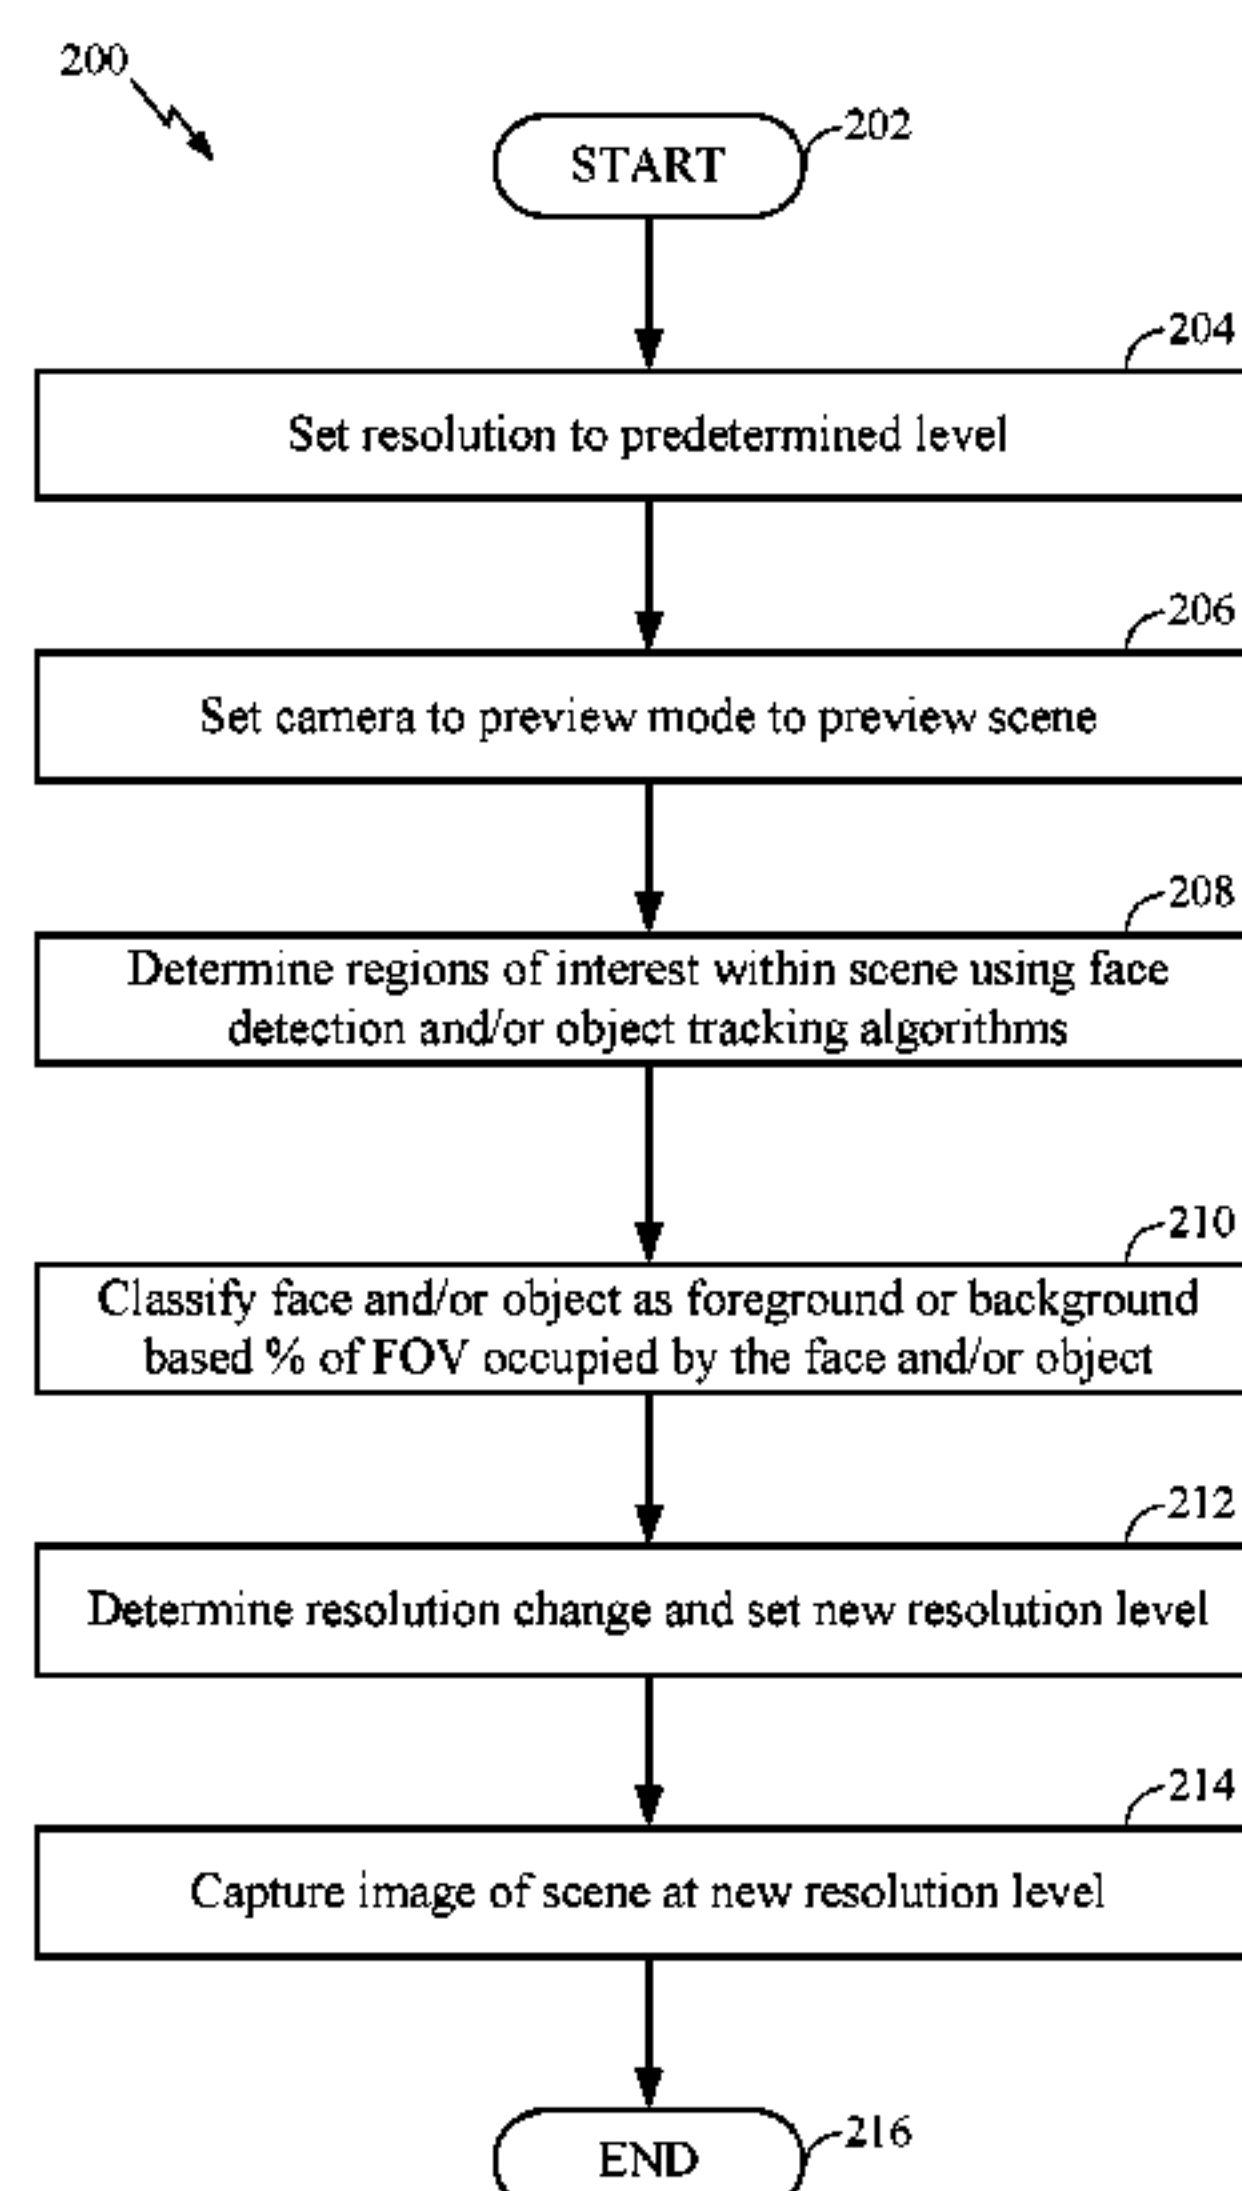 200
START
202
204
Set resolution to predetermined level
206
Set camera to preview mode to preview scene
208
Determine regions of interest within scene using face
detection and/or object tracking algorithms
210
Classify face and/or object as foreground or background
based % of FOV occupied by the face and/or object
212
Determine resolution change and set new resolution level
214
Capture image of scene at new resolution level
END
216